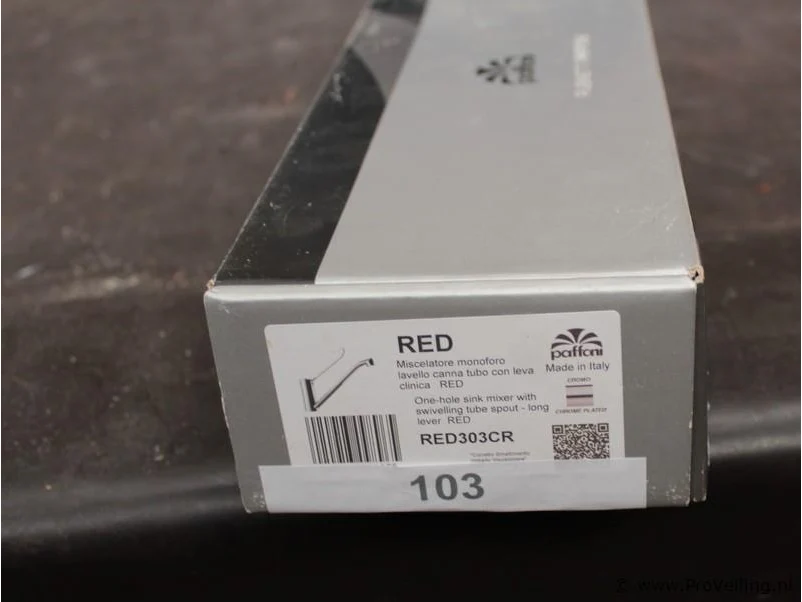 paffoni
RED
Miscelatore monoforo
lavello canna tubo con leva
clinica RED
One-hole sink mixer with
swivelling tube spout - long
lever RED
RED303CR
paffoni
Made in Italy
CROMO
CHROME PLATED
103
© www.ProVeiling.nl